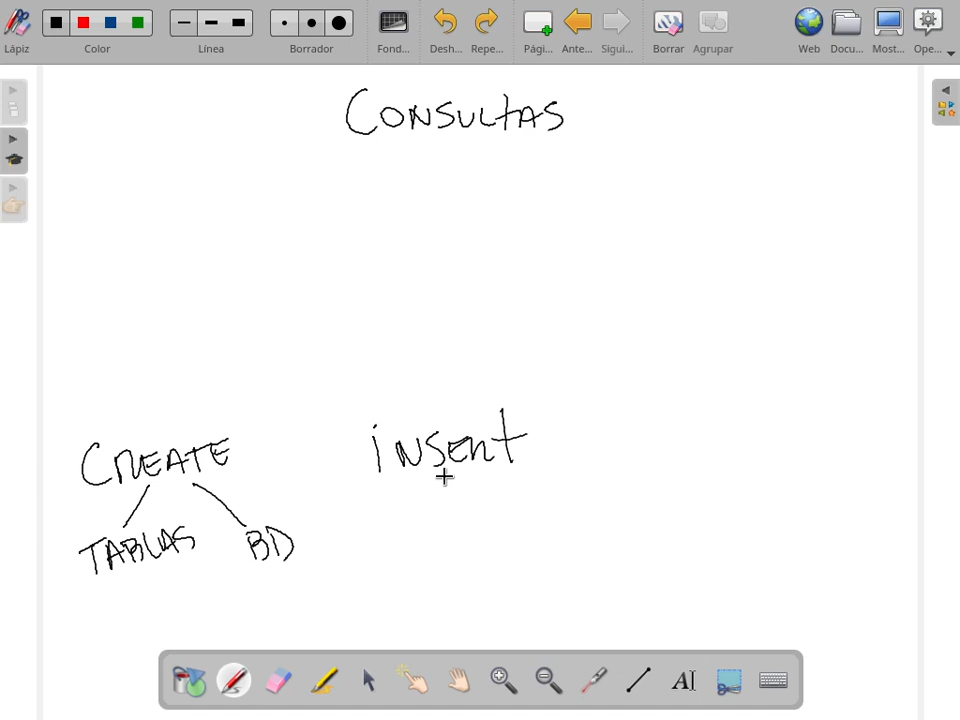 Lápiz Color Línea Borrador Fond... Desh... Repe... Pági... Ante... Sigui... Borrar Agrupar Web Docu... Most... Ope...
CONSULTAS
CREATE insert
TABLAS BD
AI